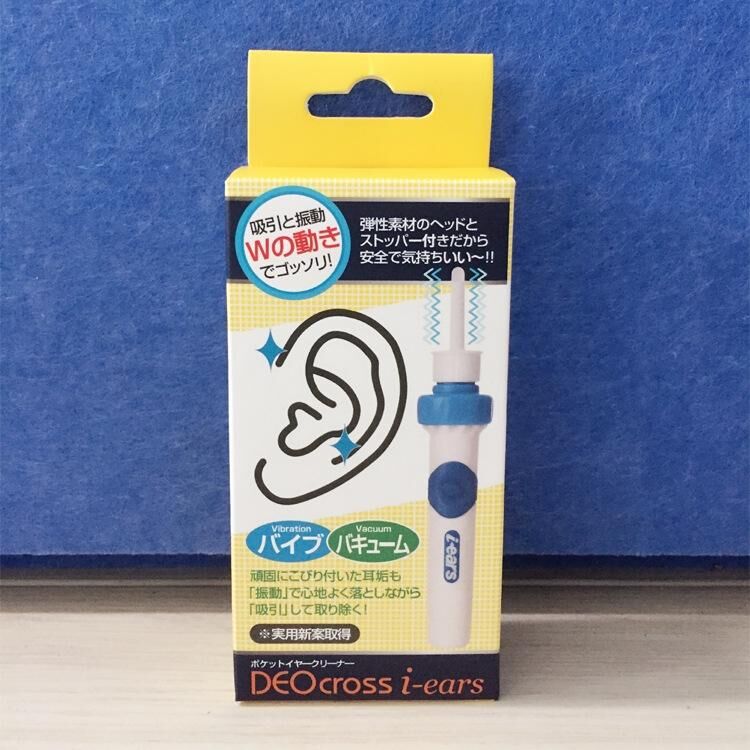 吸引と振動
Wの動き
でゴッソリ!
弾性素材のヘッドと
ストッパー付きだから
安全で気持ちいい〜!!
Vibration
バイブ
Vacuum
バキューム
i-ears
頑固にこびり付いた耳垢も
「振動」で心地よく落としながら
「吸引」して取り除く!
※実用新案取得
ポケットイヤークリーナー
DEOcross i-ears